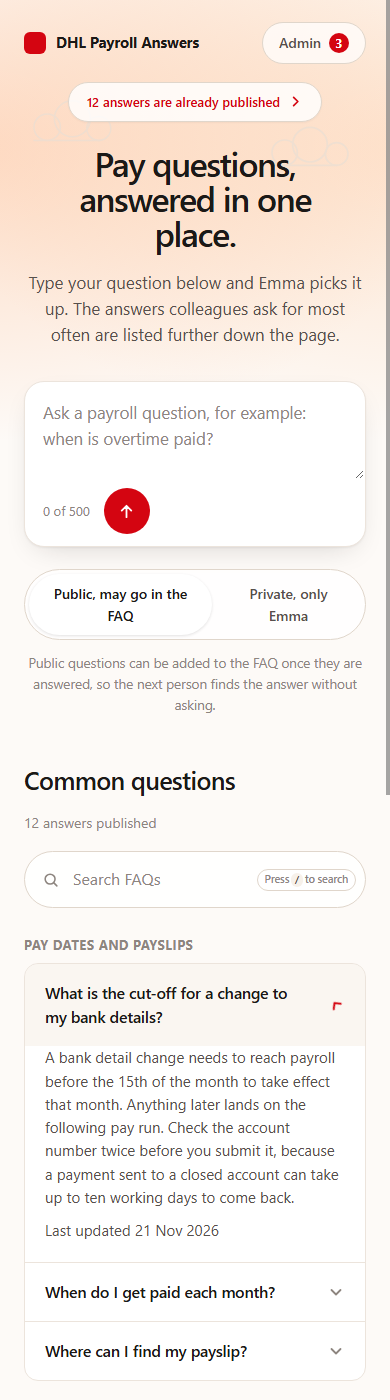 DHL Payroll Answers
Admin 3
12 answers are already published
Pay questions,
answered in one
place.
Type your question below and Emma picks it
up. The answers colleagues ask for most
often are listed further down the page.
Ask a payroll question, for example:
when is overtime paid?
0 of 500
Public, may go in the
FAQ
Private, only
Emma
Public questions can be added to the FAQ once they are
answered, so the next person finds the answer without
asking.
Common questions
12 answers published
Search FAQs
Press / to search
PAY DATES AND PAYSLIPS
What is the cut-off for a change to
my bank details?
A bank detail change needs to reach payroll
before the 15th of the month to take effect
that month. Anything later lands on the
following pay run. Check the account
number twice before you submit it, because
a payment sent to a closed account can take
up to ten working days to come back.
Last updated 21 Nov 2026
When do I get paid each month?
Where can I find my payslip?